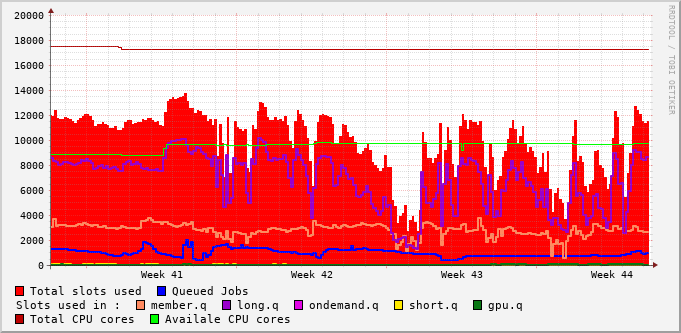 RRDTOOL / TOBI OETIKER
20000
18000
16000
14000
12000
10000
8000
6000
4000
2000
0
Week 41 Week 42 Week 43 Week 44
Total slots used Queued Jobs
Slots used in : member.q long.q ondemand.q short.q gpu.q
Total CPU cores Availale CPU cores